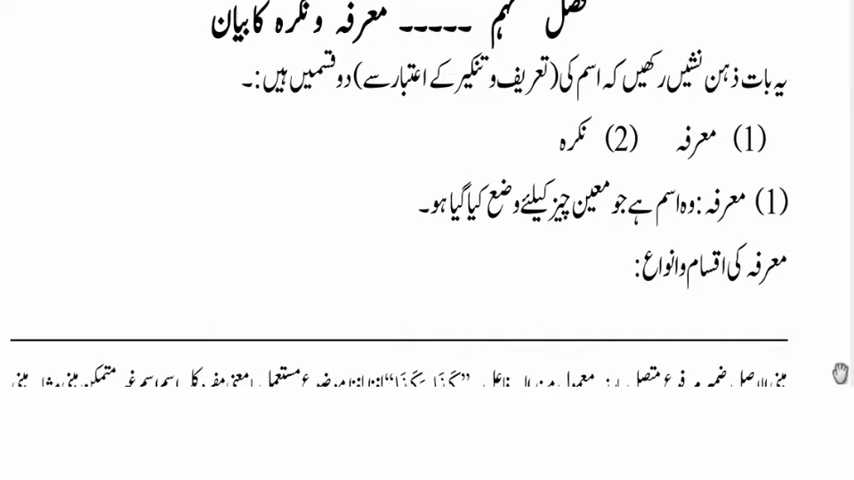 فصل نہم ۔۔۔۔۔ معرفہ ونکرہ کا بیان
یہ بات ذہن نشیں رکھیں کہ اسم کی (تعریف وتنکیر کے اعتبار سے) دو قسمیں ہیں:۔
(1) معرفہ (2) نکرہ
(1) معرفہ: وہ اسم ہے جو معین چیز کیلئے وضع کیا گیا ہو۔
معرفہ کی اقسام وانواع: